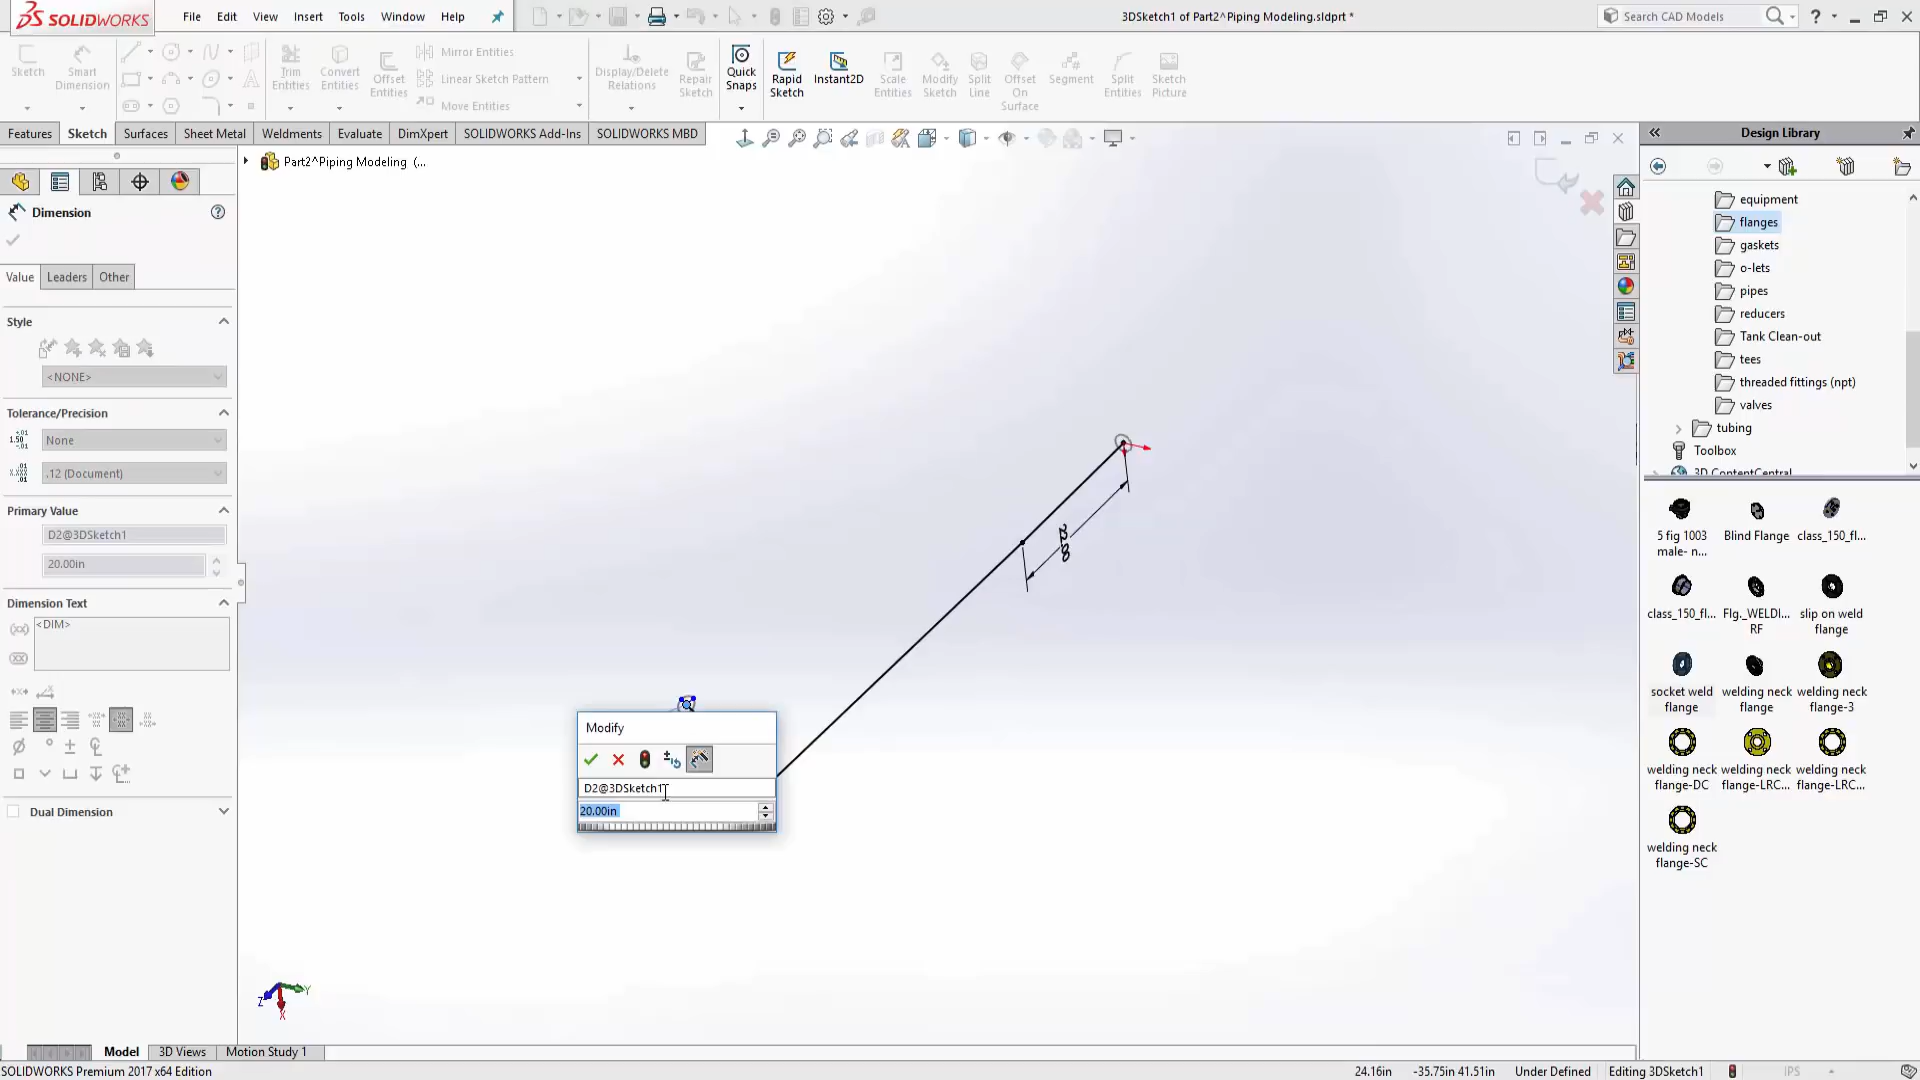 SOLIDWORKS
File Edit View Insert Tools Window Help
3DSketch1 of Part2^Piping Modeling.sldprt *
Search CAD Models
Sketch
Smart Dimension
Trim Entities
Convert Entities
Offset Entities
Mirror Entities
Linear Sketch Pattern
Move Entities
Display/Delete Relations
Repair Sketch
Quick Snaps
Rapid Sketch
Instant2D
Scale Entities
Modify Sketch
Split Line
Offset On Surface
Segment
Split Entities
Sketch Picture
Features Sketch Surfaces Sheet Metal Weldments Evaluate DimXpert SOLIDWORKS Add-Ins SOLIDWORKS MBD
Design Library
Part2^Piping Modeling (...
Dimension
Value Leaders Other
Style
<NONE>
Tolerance/Precision
None
.12 (Document)
Primary Value
D2@3DSketch1
20.00in
Dimension Text
<DIM>
Dual Dimension
28
Modify
D2@3DSketch1
20.00in
equipment
flanges
gaskets
o-lets
pipes
reducers
Tank Clean-out
tees
threaded fittings (npt)
valves
tubing
Toolbox
3D ContentCentral
5 fig 1003 male- n...
Blind Flange
class_150_fl...
class_150_fl...
Flg._WELDI... RF
slip on weld flange
socket weld flange
welding neck flange
welding neck flange-3
welding neck flange-DC
welding neck flange-LRC...
welding neck flange-LRC...
welding neck flange-SC
Z Y X
Model 3D Views Motion Study 1
SOLIDWORKS Premium 2017 x64 Edition
24.16in -35.75in 41.51in Under Defined Editing 3DSketch1 IPS